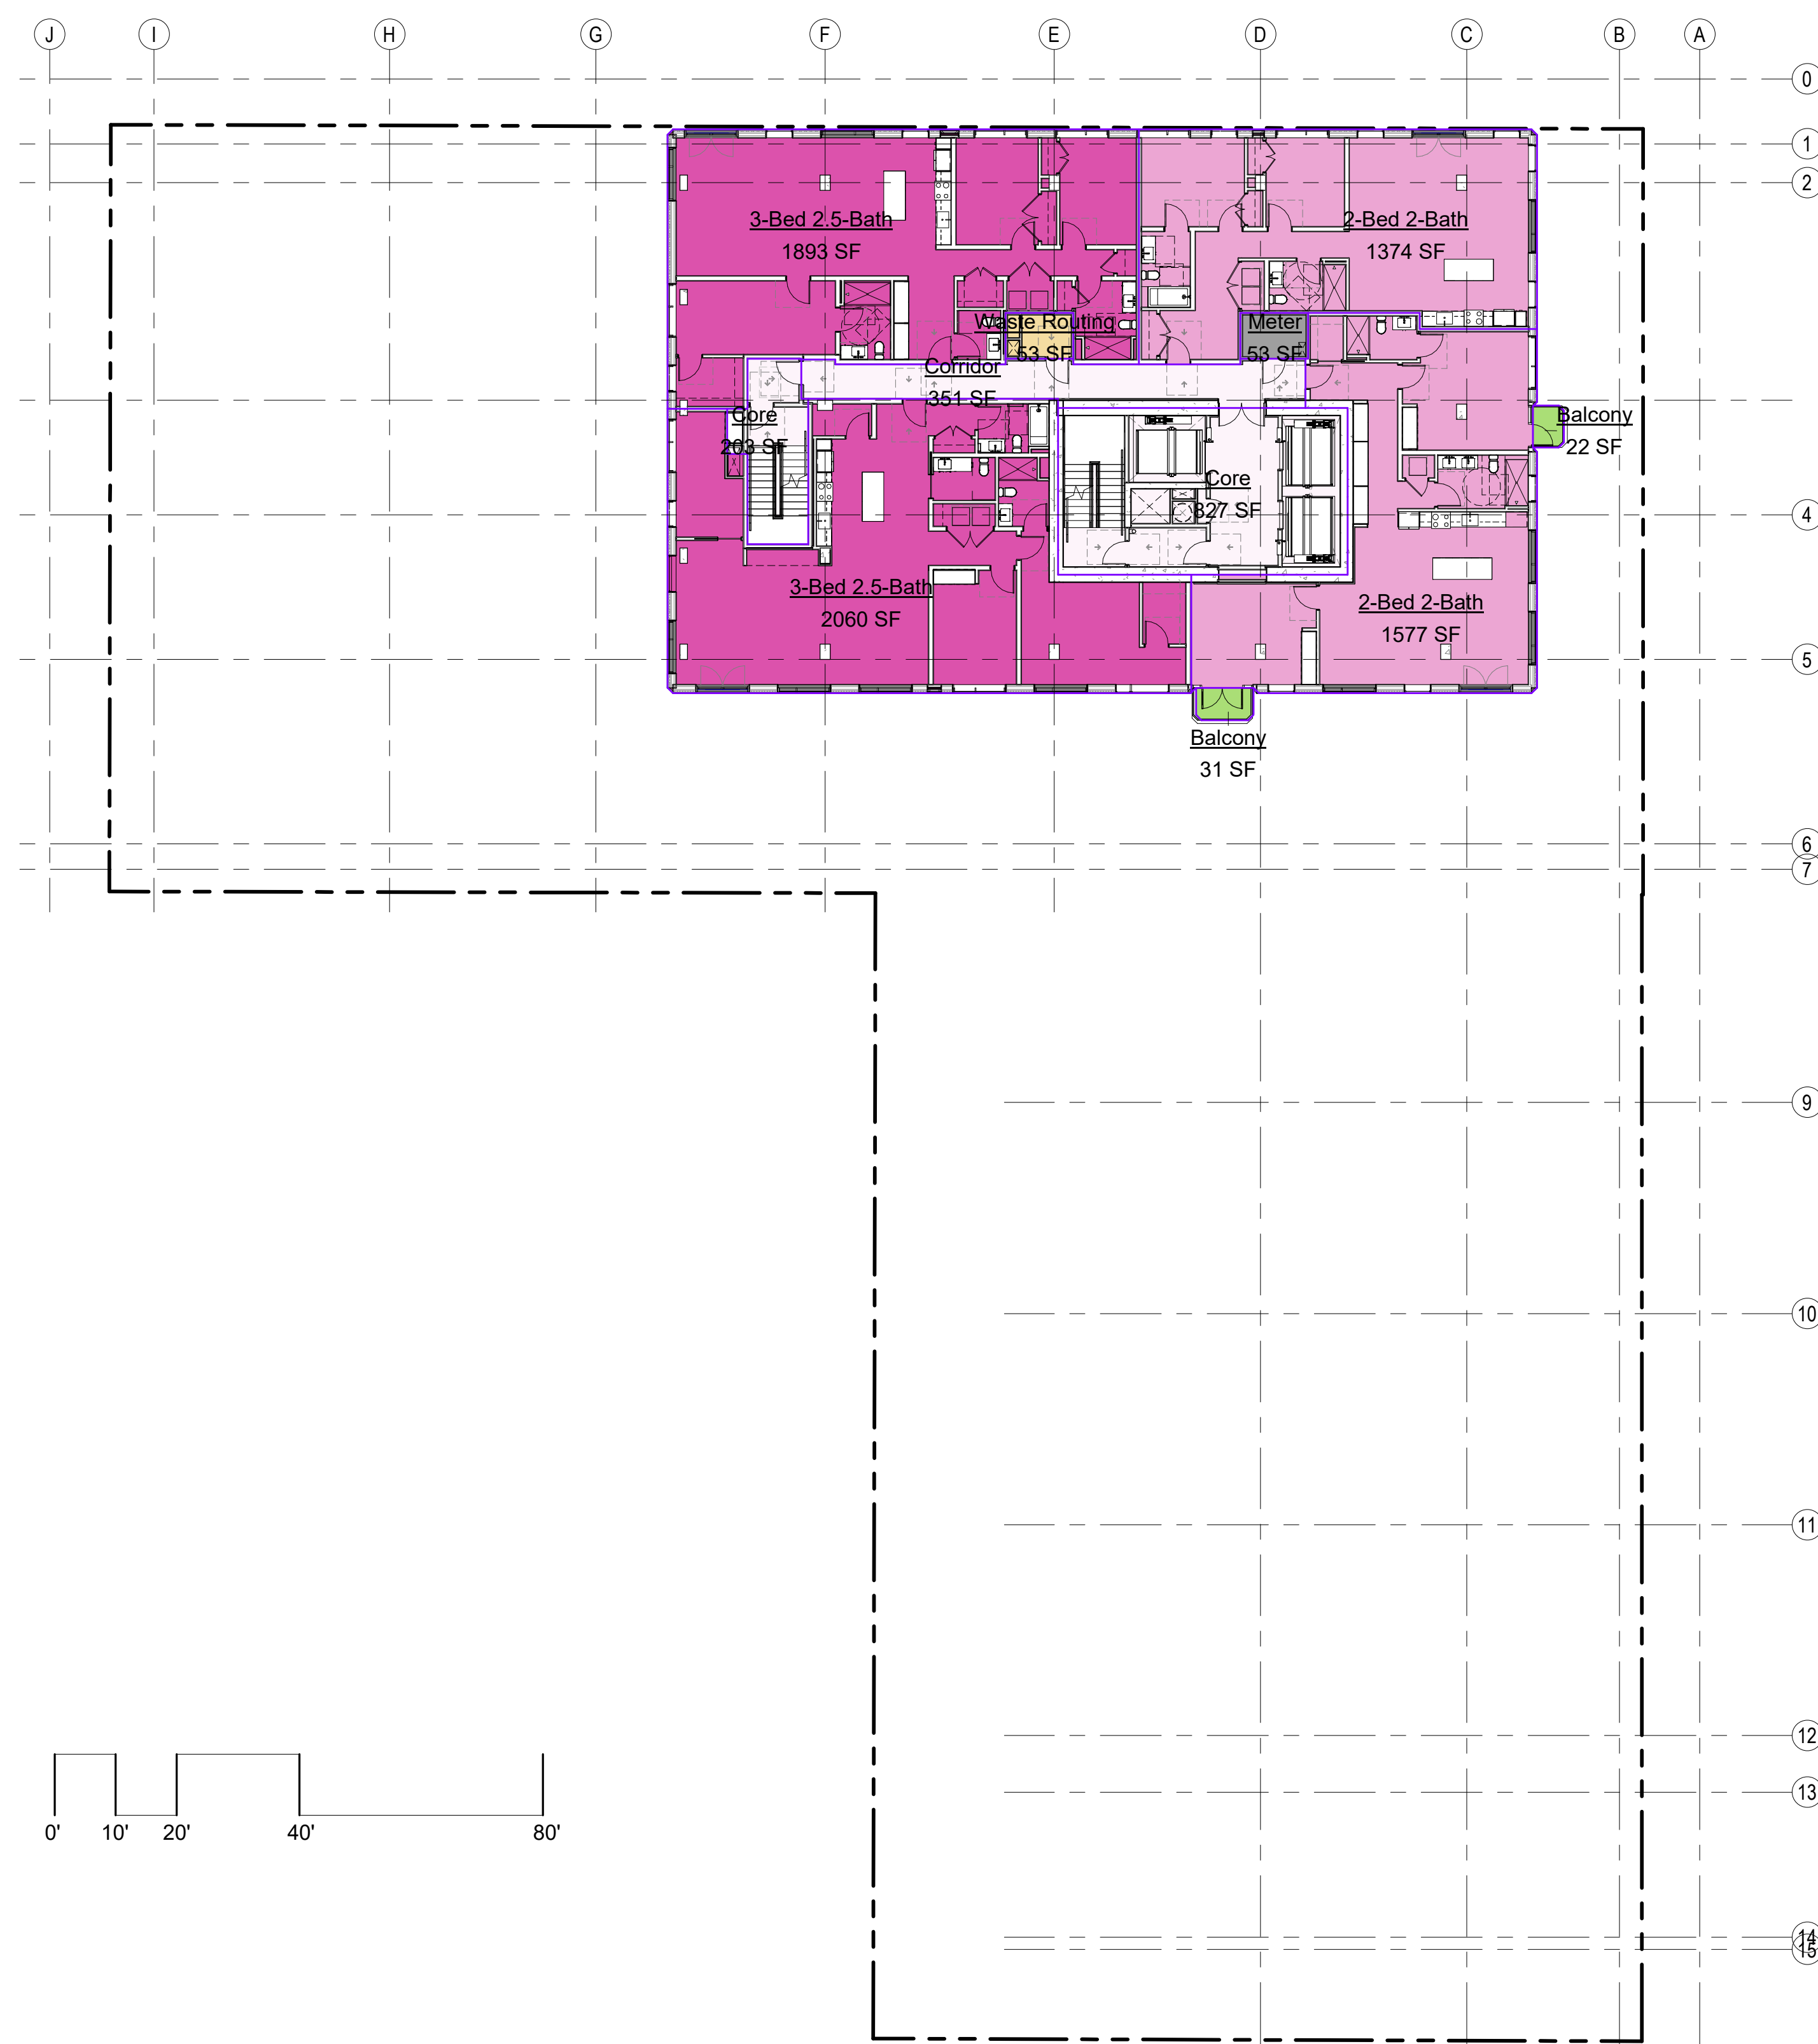 J
I
H
G
F
E
D
C
B
A
0
1
2
3-Bed 2.5-Bath
1893 SF
2-Bed 2-Bath
1374 SF
Waste Routing
53 SF
Meter
53 SF
Corridor
351 SF
Core
203 SF
Balcony
22 SF
Core
827 SF
4
3-Bed 2.5-Bath
2060 SF
2-Bed 2-Bath
1577 SF
5
Balcony
31 SF
6
7
9
10
11
12
13
0'
10'
20'
40'
80'
14
15